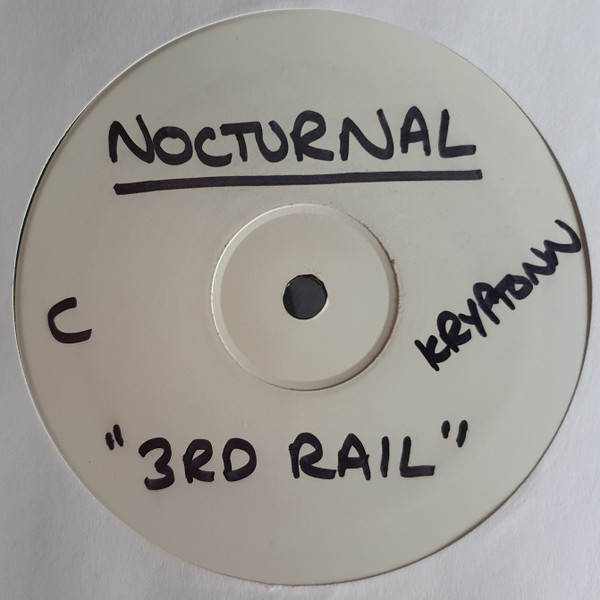 NOCTURNAL
C
KRYPTONN
"3RD RAIL"